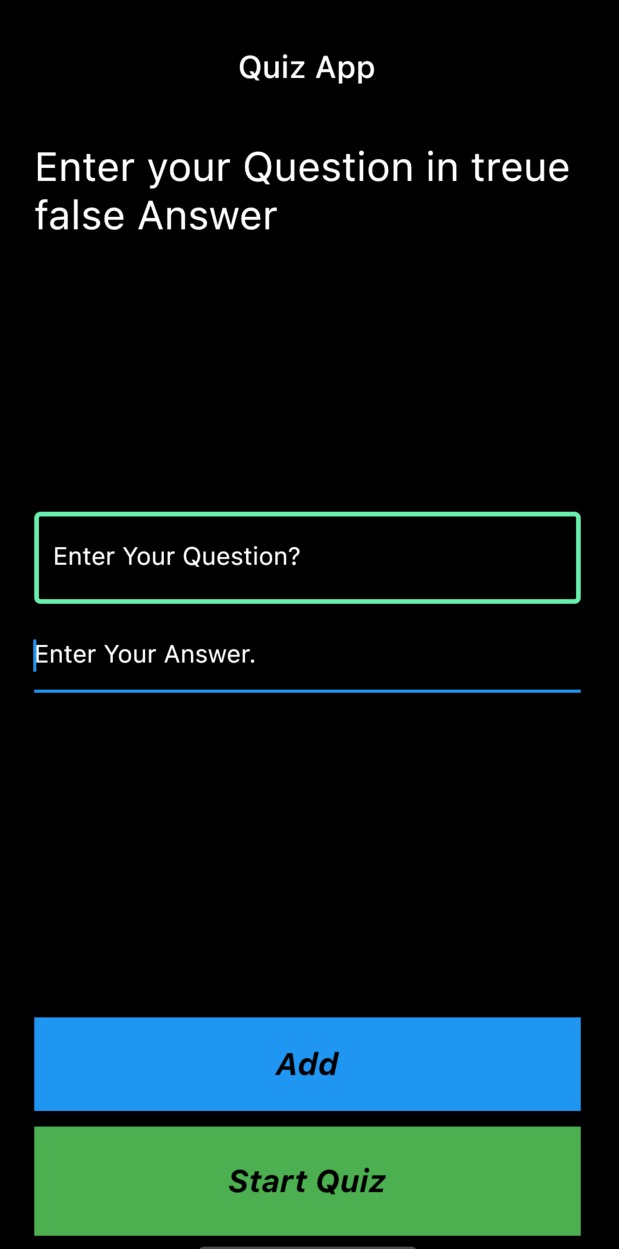 Quiz App
Enter your Question in treue
false Answer
Enter Your Question?
Enter Your Answer.
Add
Start Quiz